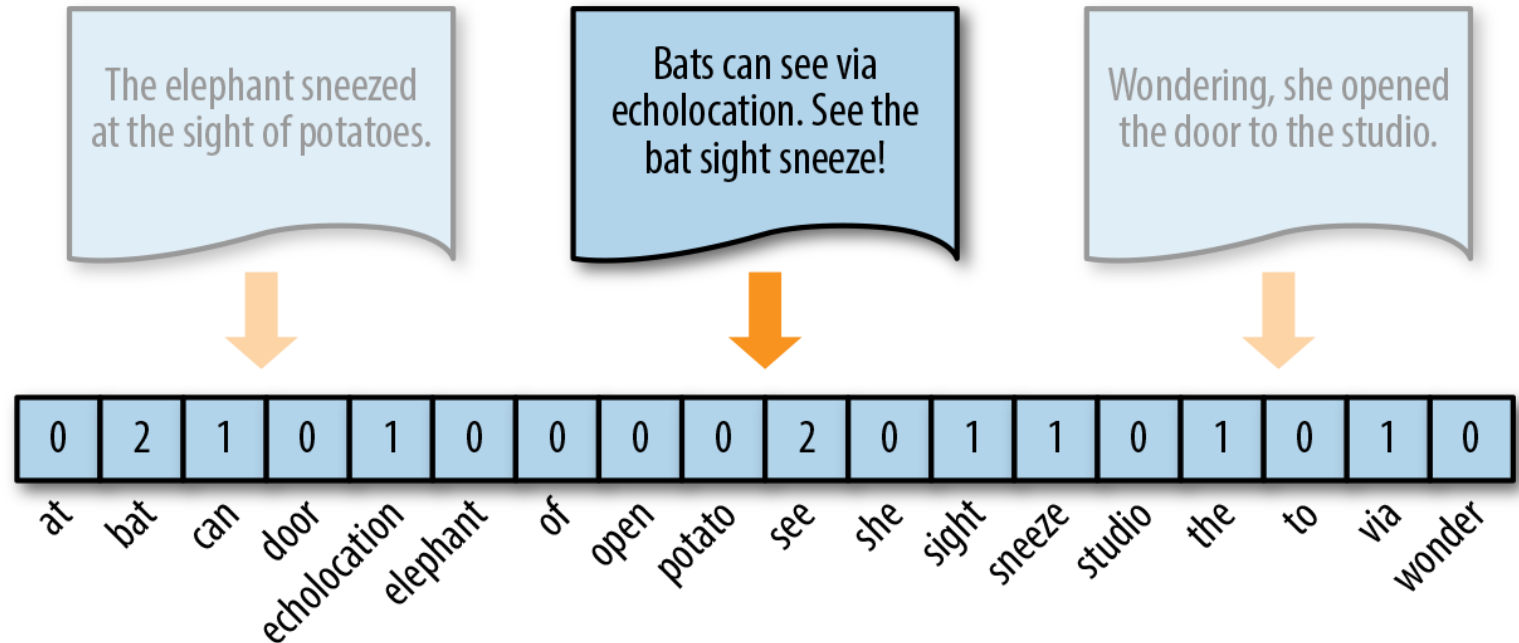 The elephant sneezed
at the sight of potatoes.
Bats can see via
echolocation. See the
bat sight sneeze!
Wondering, she opened
the door to the studio.
0 2 1 0 1 0 0 0 0 2 0 1 1 0 1 0 1 0
at bat can door echolocation elephant of open potato see she sight sneeze studio the to via wonder